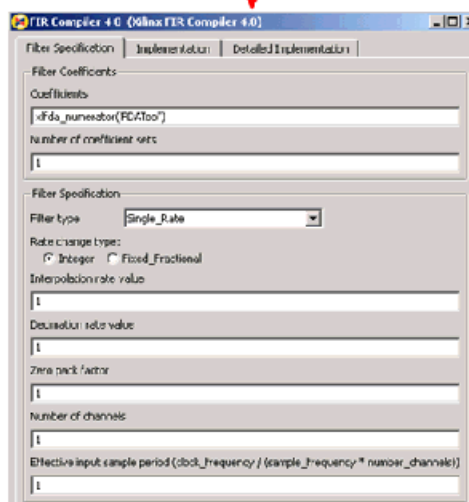 FIR Compiler 4.0 (Xilinx FIR Compiler 4.0)
Filter Specification
Implementation
Detailed Implementation
Filter Coefficients
Coefficients
xlfda_numerator('FDATool')
Number of coefficient sets
1
Filter Specification
Filter type
Single_Rate
Rate change type:
Integer
Fixed_Fractional
Interpolation rate value
1
Decimation rate value
1
Zero pack factor
1
Number of channels
1
Effective input sample period (clock_frequency / (sample_frequency * number_channels))
1